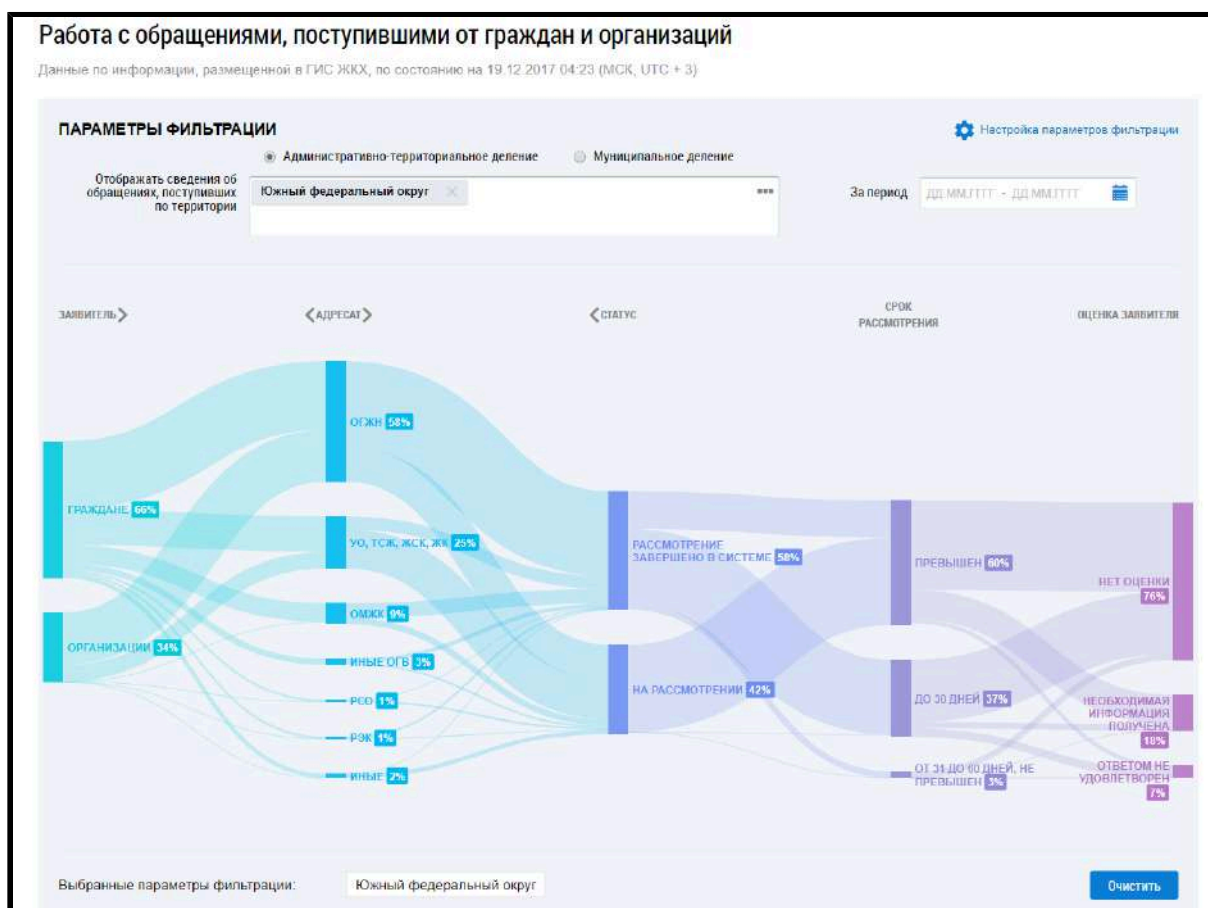 Работа с обращениями, поступившими от граждан и организаций
Данные по информации, размещенной в ГИС ЖКХ, по состоянию на 19.12.2017 04:23 (МСК, UTC + 3)
ПАРАМЕТРЫ ФИЛЬТРАЦИИ
Настройка параметров фильтрации
Административно-территориальное деление
Муниципальное деление
Отображать сведения об
обращениях, поступивших
по территории
Южный федеральный округ
За период
ДД.ММ.ГГГГ - ДД.ММ.ГГГГ
ЗАЯВИТЕЛЬ
АДРЕСАТ
СТАТУС
СРОК
РАССМОТРЕНИЯ
ОЦЕНКА ЗАЯВИТЕЛЯ
ОГЖН 58%
ГРАЖДАНЕ 66%
УО, ТСЖ, ЖСК, ЖК 25%
РАССМОТРЕНИЕ
ЗАВЕРШЕНО В СИСТЕМЕ 58%
ПРЕВЫШЕН 60%
НЕТ ОЦЕНКИ
76%
ОМЖК 9%
ОРГАНИЗАЦИИ 34%
ИНЫЕ ОГВ 3%
РСО 1%
РЭК 1%
ИНЫЕ 2%
НА РАССМОТРЕНИИ 42%
ДО 30 ДНЕЙ 37%
НЕОБХОДИМАЯ
ИНФОРМАЦИЯ
ПОЛУЧЕНА
18%
ОТ 31 ДО 60 ДНЕЙ, НЕ
ПРЕВЫШЕН 3%
ОТВЕТОМ НЕ
УДОВЛЕТВОРЕН
7%
Выбранные параметры фильтрации:
Южный федеральный округ
Очистить